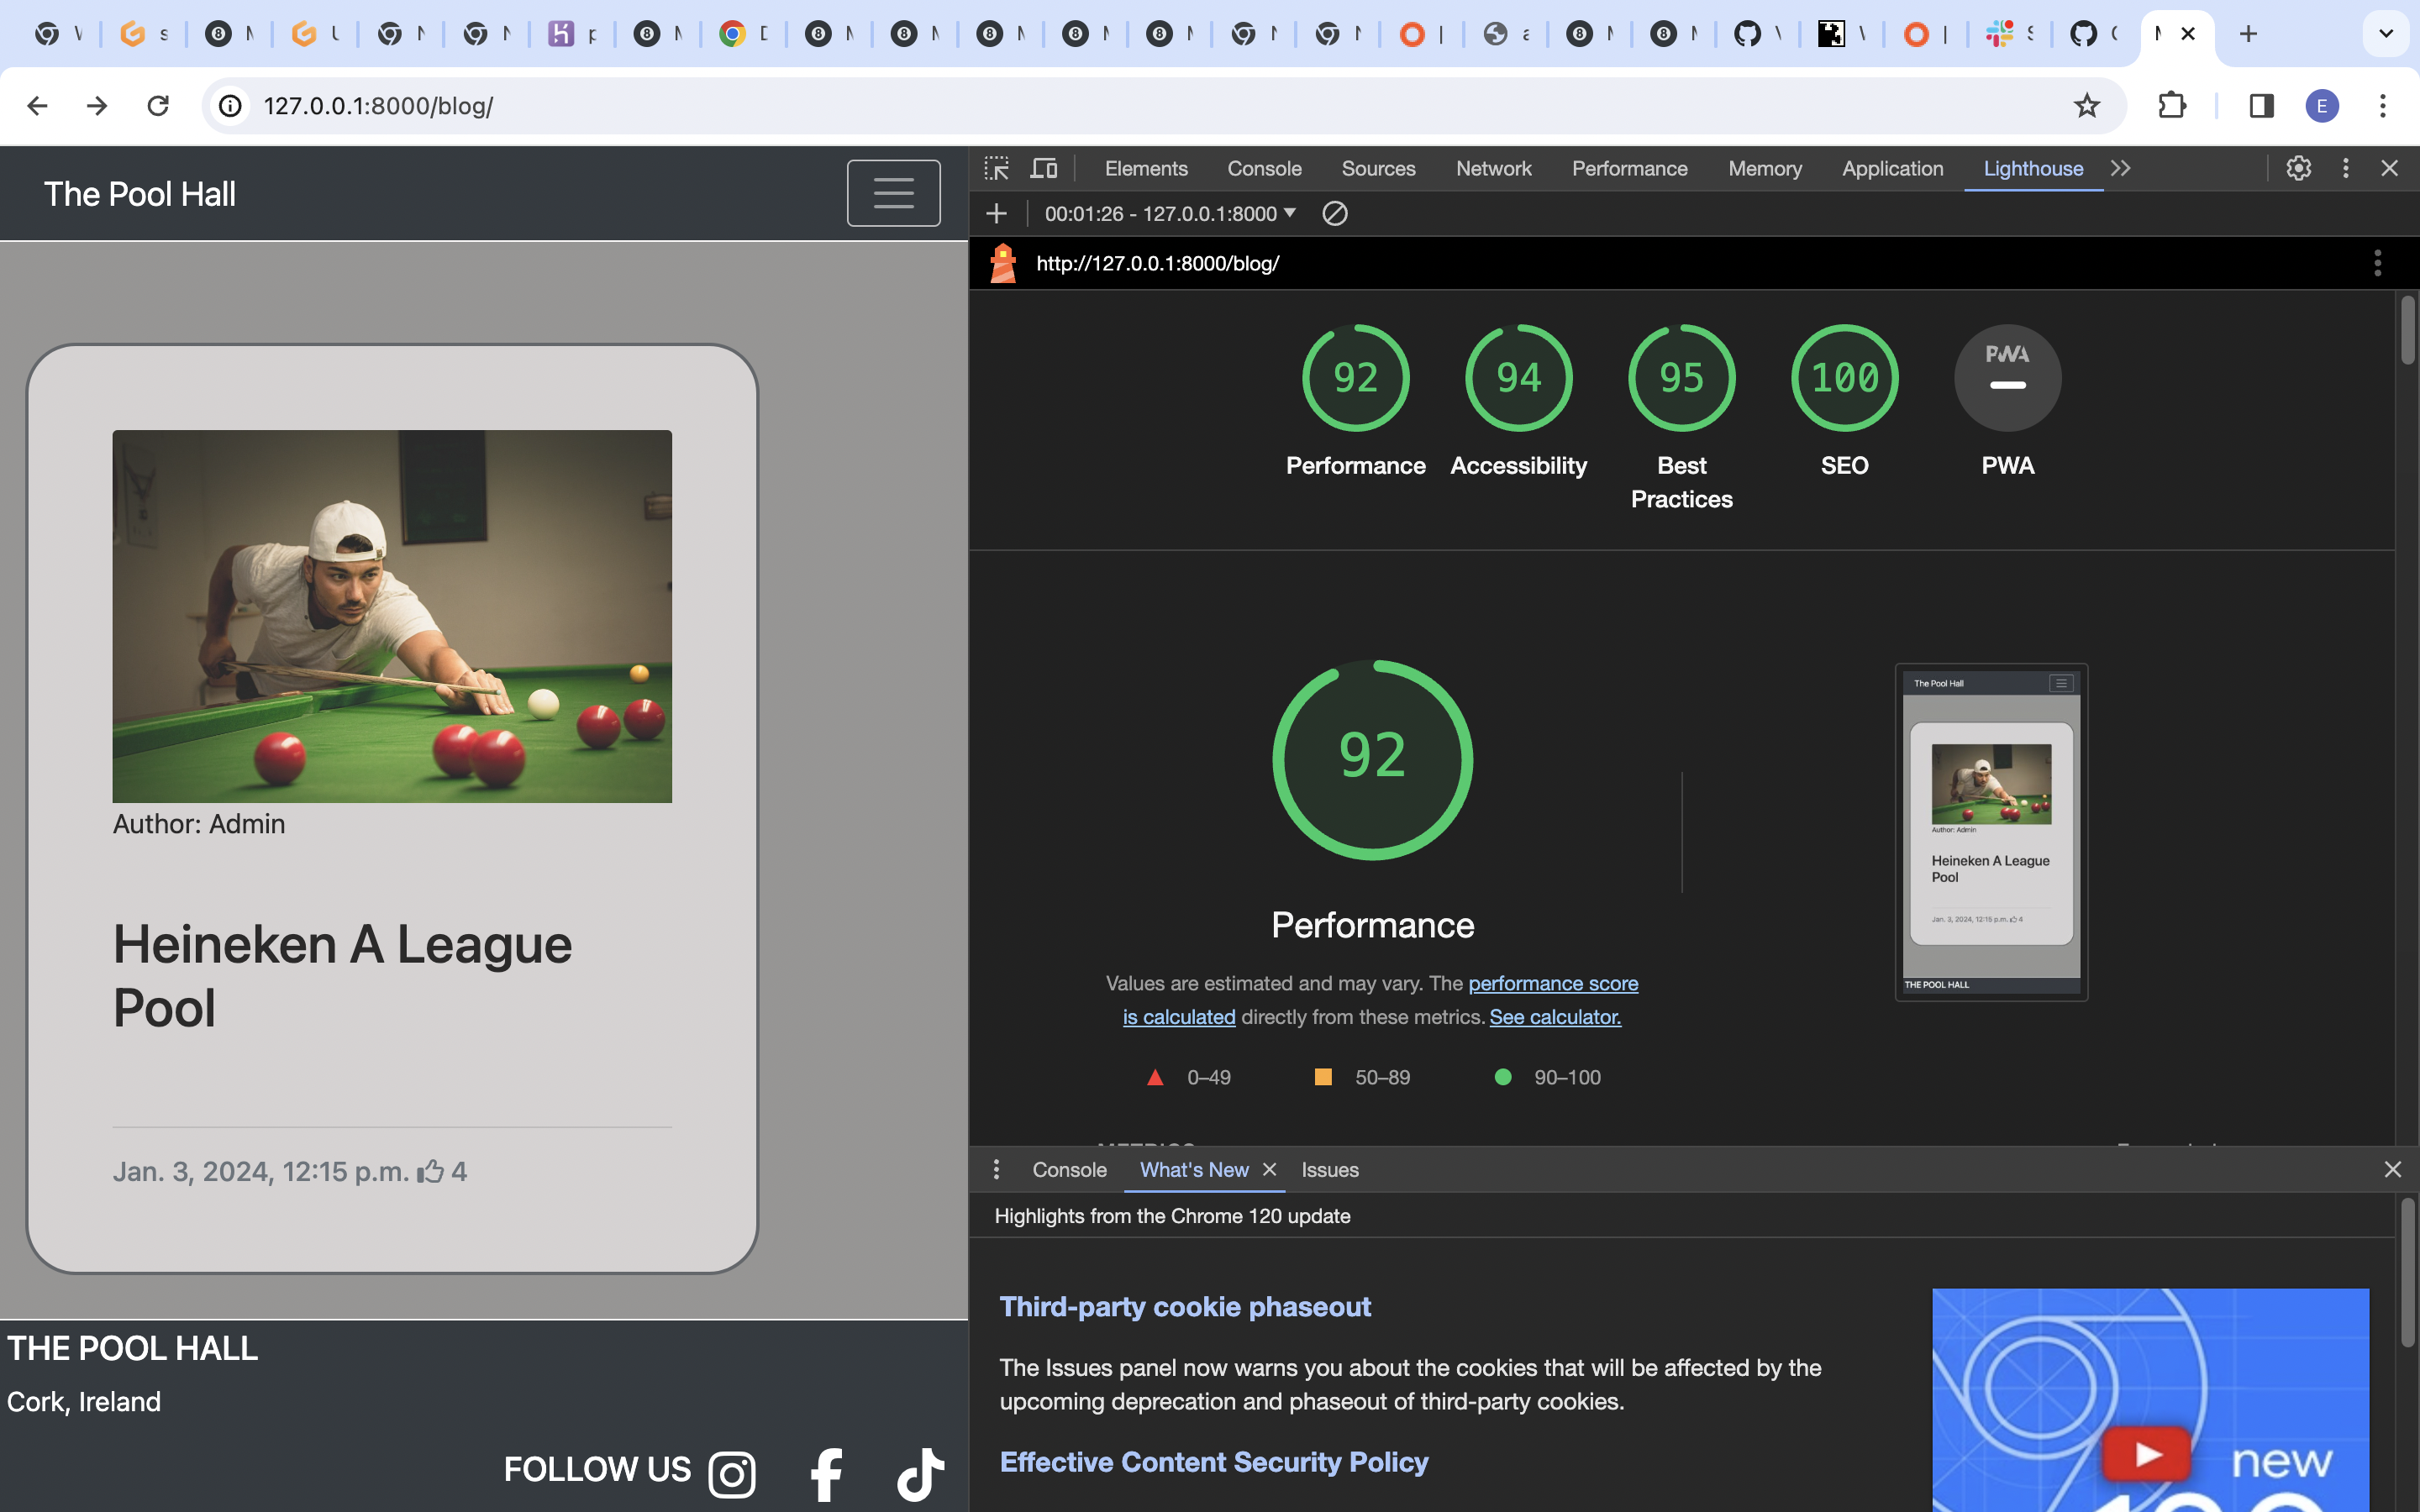 127.0.0.1:8000/blog/
The Pool Hall
Author: Admin
Heineken A League
Pool
Jan. 3, 2024, 12:15 p.m. 4
THE POOL HALL
Cork, Ireland
FOLLOW US
E
Elements Console Sources Network Performance Memory Application Lighthouse
00:01:26 - 127.0.0.1:8000
http://127.0.0.1:8000/blog/
92 94 95 100 PWA
Performance Accessibility Best Practices SEO PWA
92
Performance
Values are estimated and may vary. The performance score
is calculated directly from these metrics. See calculator.
0–49 50–89 90–100
The Pool Hall
Author: Admin
Heineken A League
Pool
Jan. 3, 2024, 12:15 p.m. 4
THE POOL HALL
Console What's New Issues
Highlights from the Chrome 120 update
Third-party cookie phaseout
The Issues panel now warns you about the cookies that will be affected by the
upcoming deprecation and phaseout of third-party cookies.
Effective Content Security Policy
new